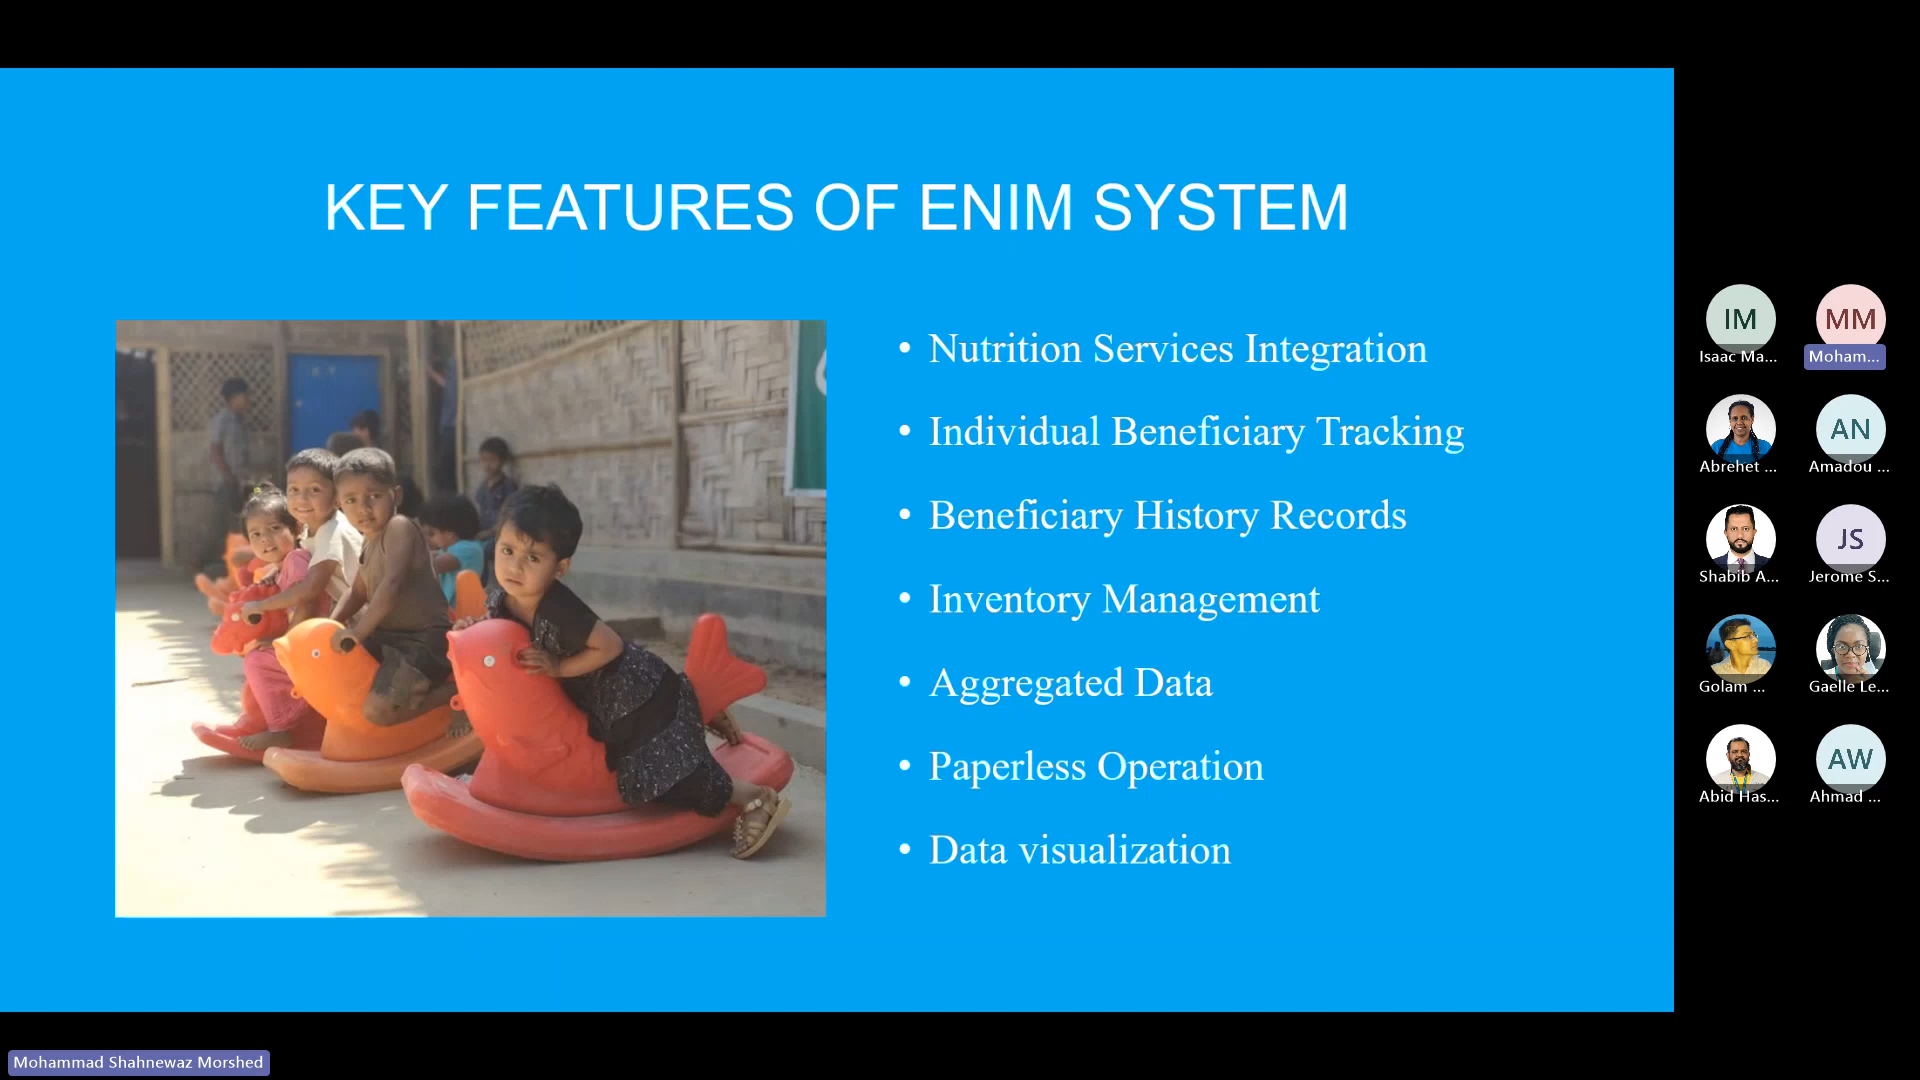 KEY FEATURES OF ENIM SYSTEM
• Nutrition Services Integration
• Individual Beneficiary Tracking
• Beneficiary History Records
• Inventory Management
• Aggregated Data
• Paperless Operation
• Data visualization
IM
MM
Isaac Ma...
Moham...
AN
Abrehet ...
Amadou ...
JS
Shabib A...
Jerome S...
Golam ...
Gaelle Le...
AW
Abid Has...
Ahmad ...
Mohammad Shahnewaz Morshed